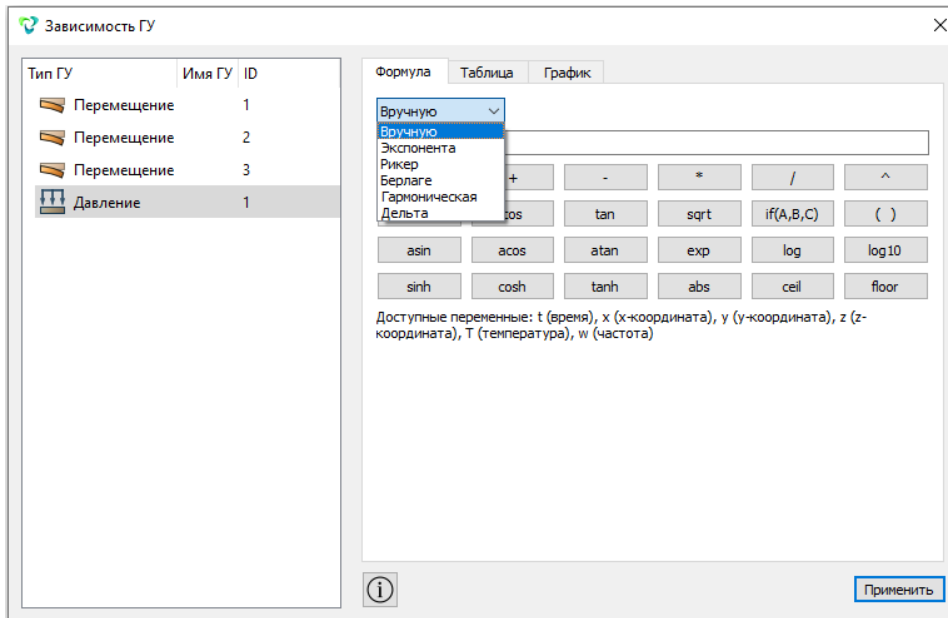 Зависимость ГУ
Тип ГУ Имя ГУ ID
Перемещение 1
Перемещение 2
Перемещение 3
Давление 1
Формула Таблица График
Вручную
Вручную
Экспонента
Рикер
Берлаге
Гармоническая
Дельта
+ - * / ^
cos tan sqrt if(A,B,C) ( )
asin acos atan exp log log10
sinh cosh tanh abs ceil floor
Доступные переменные: t (время), x (x-координата), y (y-координата), z (z-
координата), T (температура), w (частота)
Применить